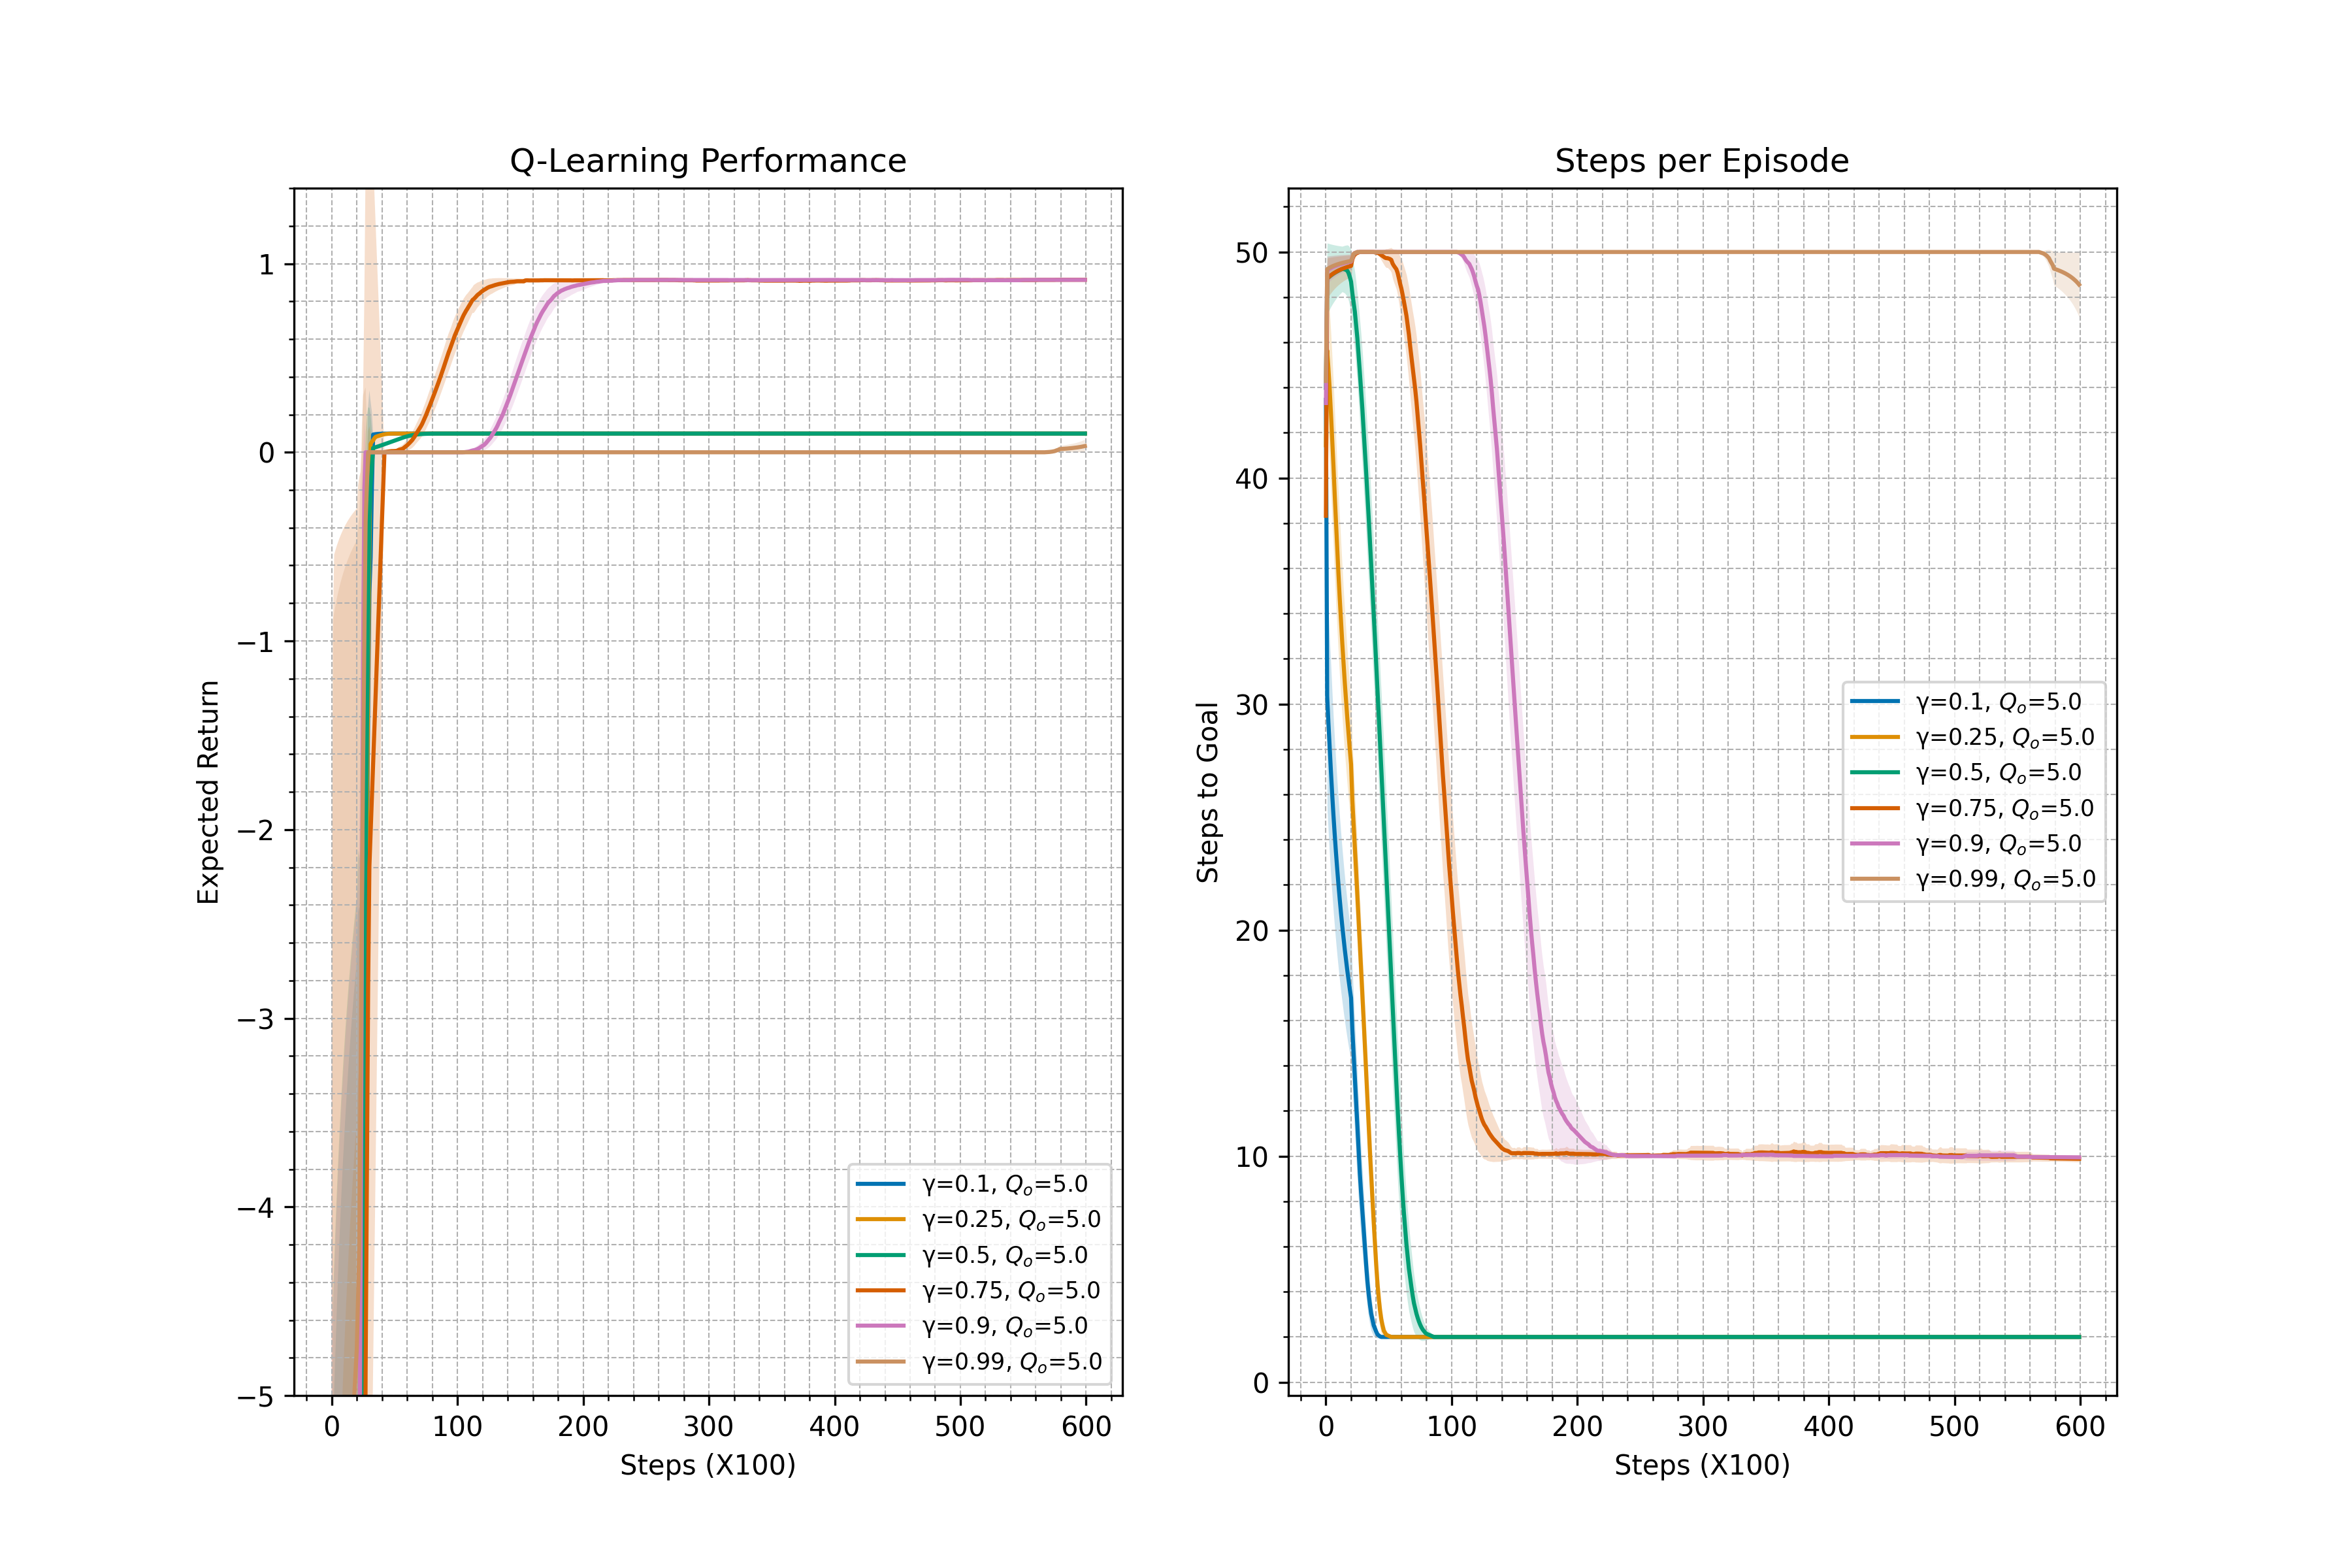 Q-Learning Performance
1
0
−1
−2
−3
−4
−5
Expected Return
0 100 200 300 400 500 600
Steps (X100)
γ=0.1, Qₒ=5.0
γ=0.25, Qₒ=5.0
γ=0.5, Qₒ=5.0
γ=0.75, Qₒ=5.0
γ=0.9, Qₒ=5.0
γ=0.99, Qₒ=5.0
Steps per Episode
50
40
30
20
10
0
Steps to Goal
0 100 200 300 400 500 600
Steps (X100)
γ=0.1, Qₒ=5.0
γ=0.25, Qₒ=5.0
γ=0.5, Qₒ=5.0
γ=0.75, Qₒ=5.0
γ=0.9, Qₒ=5.0
γ=0.99, Qₒ=5.0